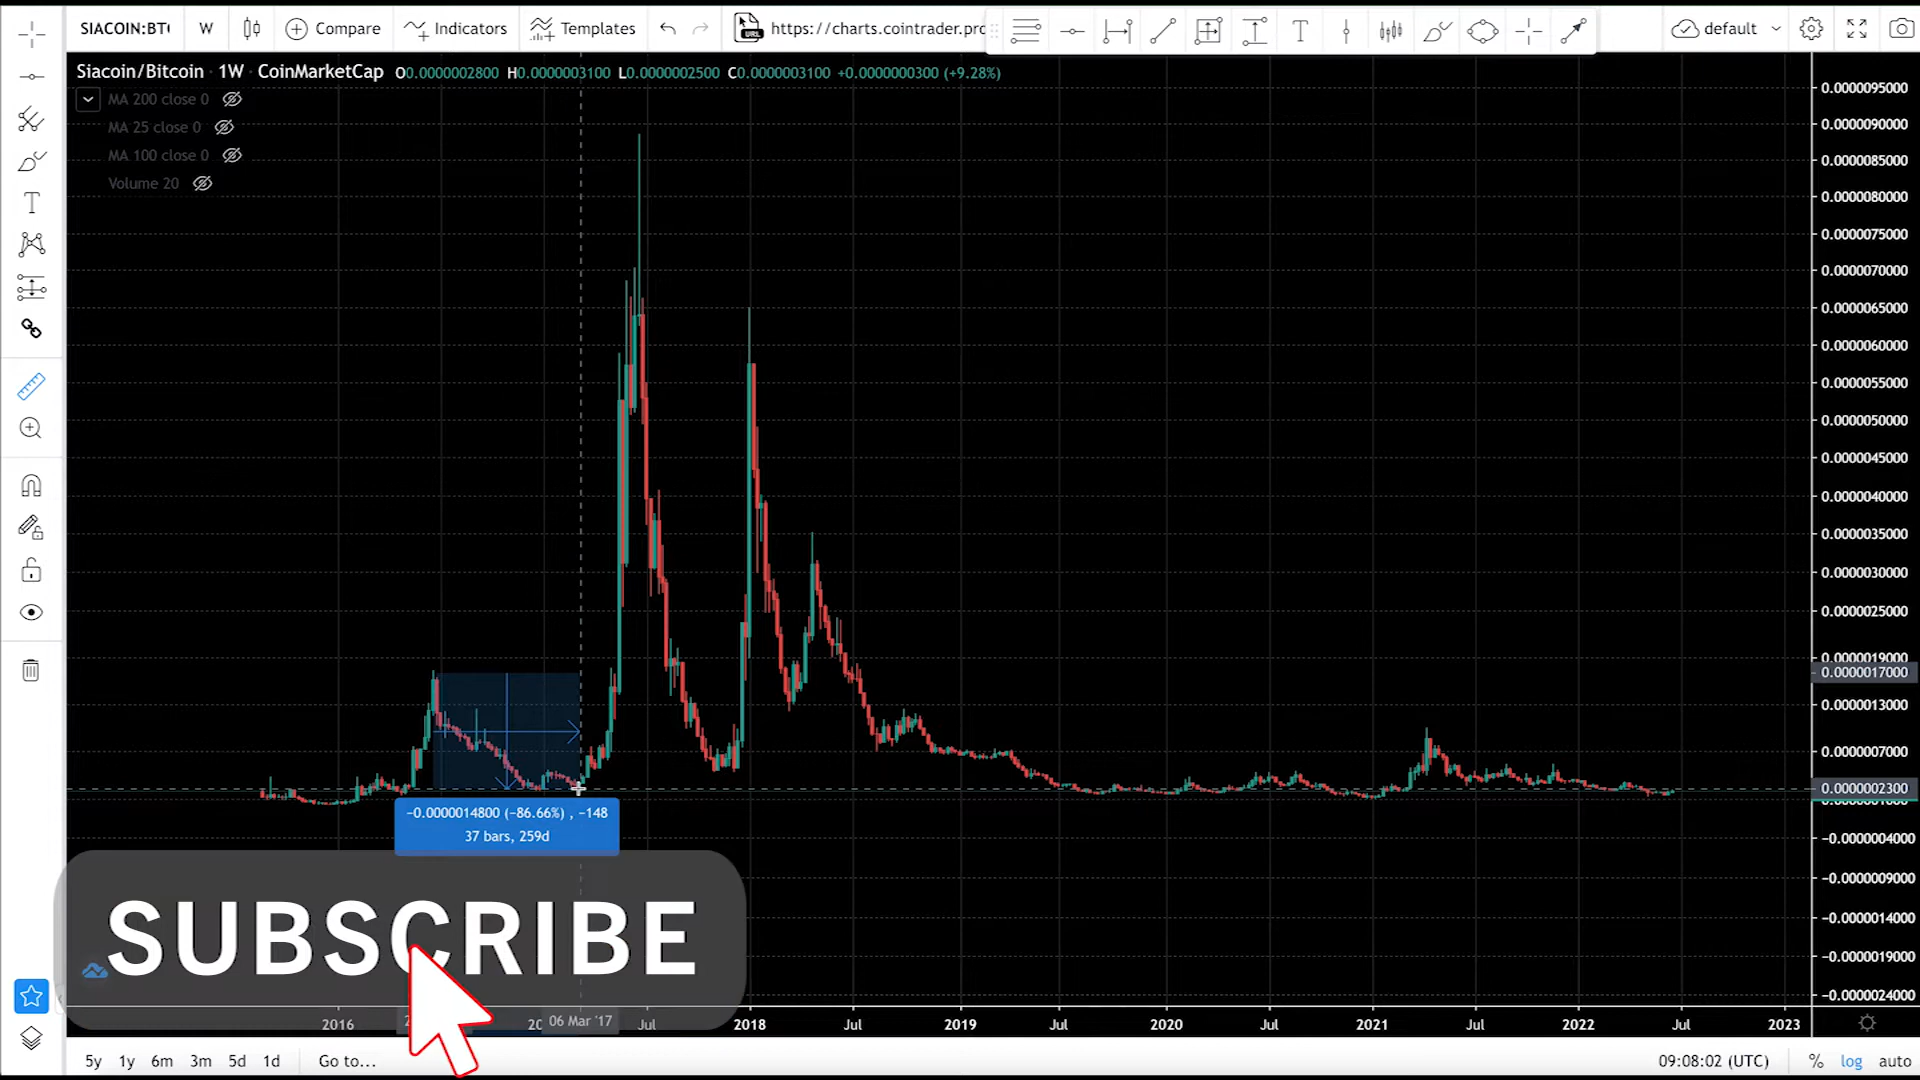 SIACOIN:BT
W
Compare
Indicators
Templates
https://charts.cointrader.pro
default
Siacoin/Bitcoin · 1W · CoinMarketCap O0.0000002800 H0.0000003100 L0.0000002500 C0.0000003100 +0.0000000300 (+9.28%)
MA 200 close 0
MA 25 close 0
MA 100 close 0
Volume 20
0.0000095000
0.0000090000
0.0000085000
0.0000080000
0.0000075000
0.0000070000
0.0000065000
0.0000060000
0.0000055000
0.0000050000
0.0000045000
0.0000040000
0.0000035000
0.0000030000
0.0000025000
0.0000019000
0.0000017000
0.0000013000
0.0000007000
0.0000002300
−0.0000004000
−0.0000009000
−0.0000014000
−0.0000019000
−0.0000024000
−0.0000014800 (−86.66%) , −148
37 bars, 259d
SUBSCRIBE
2016 06 Mar '17 Jul 2018 Jul 2019 Jul 2020 Jul 2021 Jul 2022 Jul 2023
5y 1y 6m 3m 5d 1d Go to...
09:08:02 (UTC) % log auto